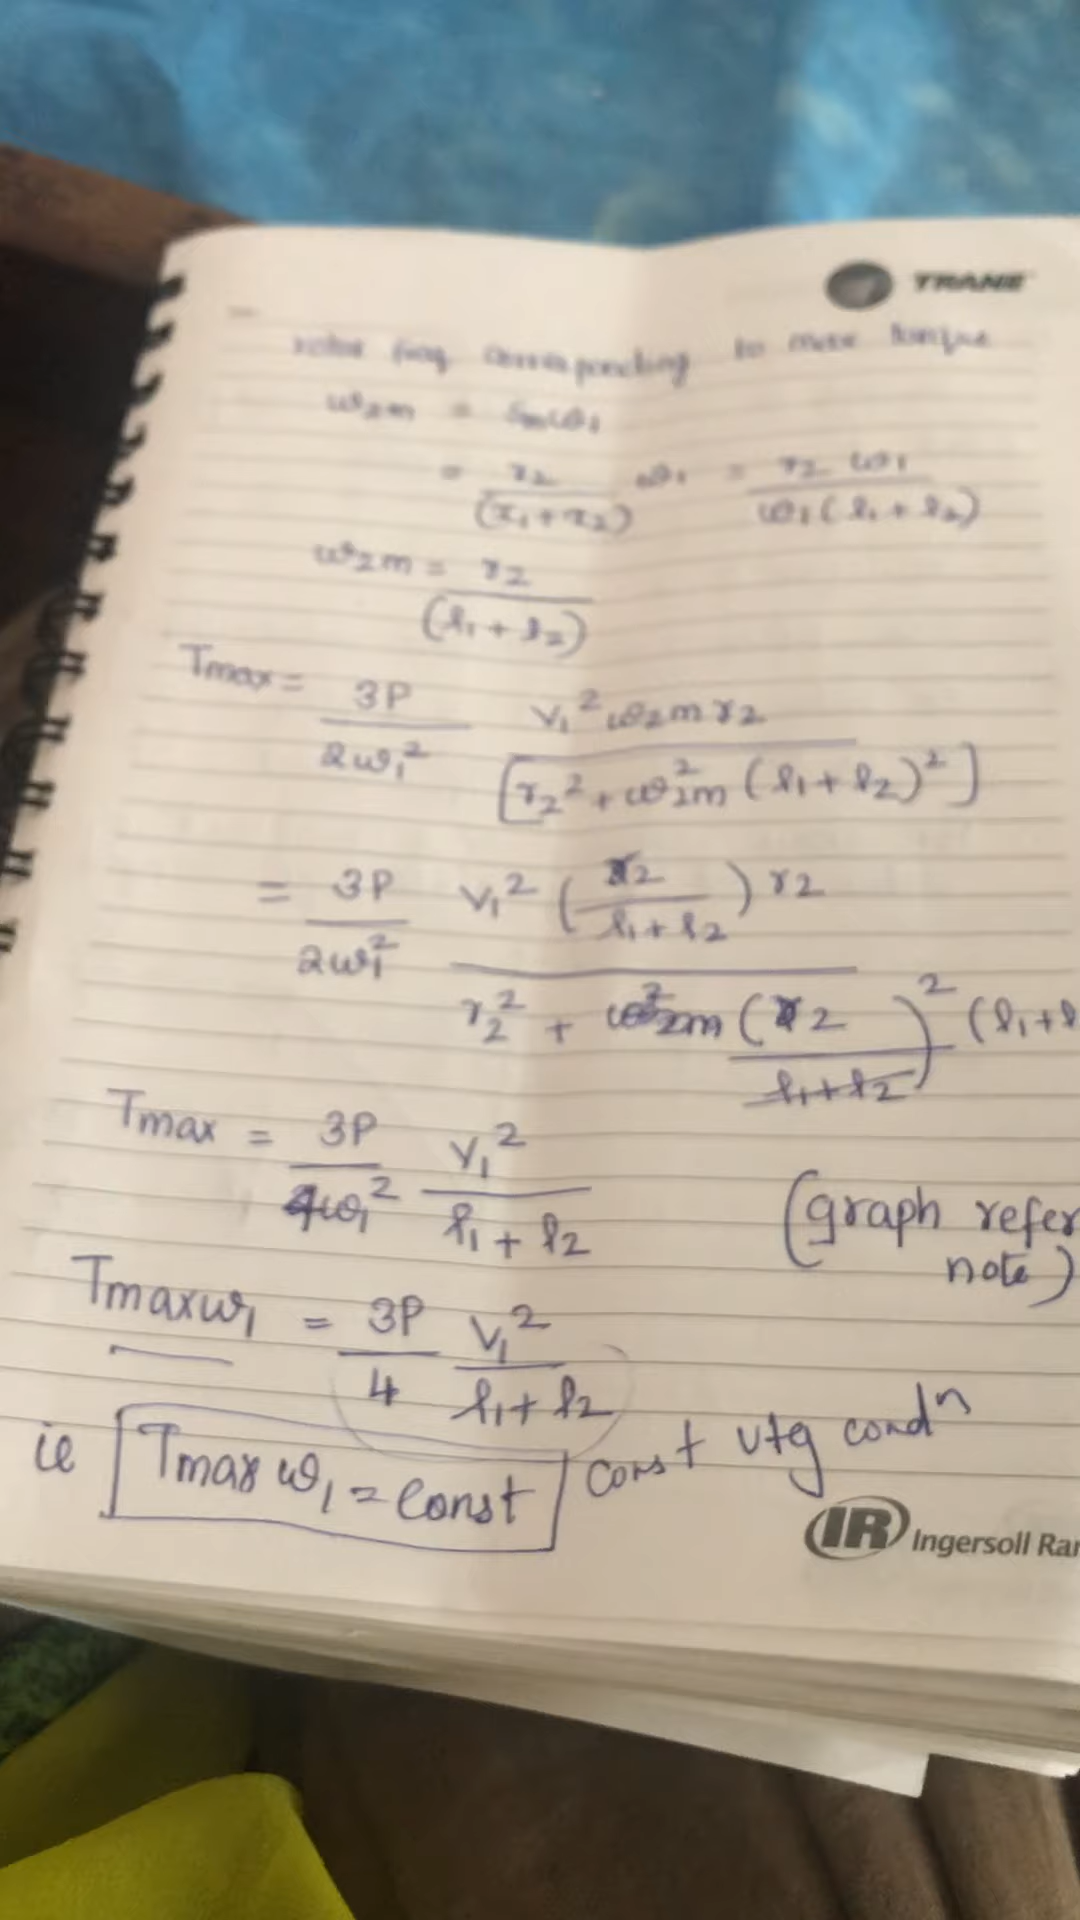 TRANE
rotor freq corresponding to max torque
ω2m = Smω1
= r2/(x1+x2) ω1 = r2 ω1/ω1(l1+l2)
ω2m = r2/(l1+l2)
Tmax = 3P/2ω1² V1² ω2m r2/[r2² + ω2m² (l1+l2)²]
= 3P/2ω1² V1² (r2/l1+l2) r2/r2² + (r2/l1+l2)² (l1+l
Tmax = 3P/4ω1² V1²/l1+l2
(graph refer
note)
Tmaxω1 = 3P/4 V1²/l1+l2
ie Tmax ω1 = Const const vtg condn
IR Ingersoll Ran